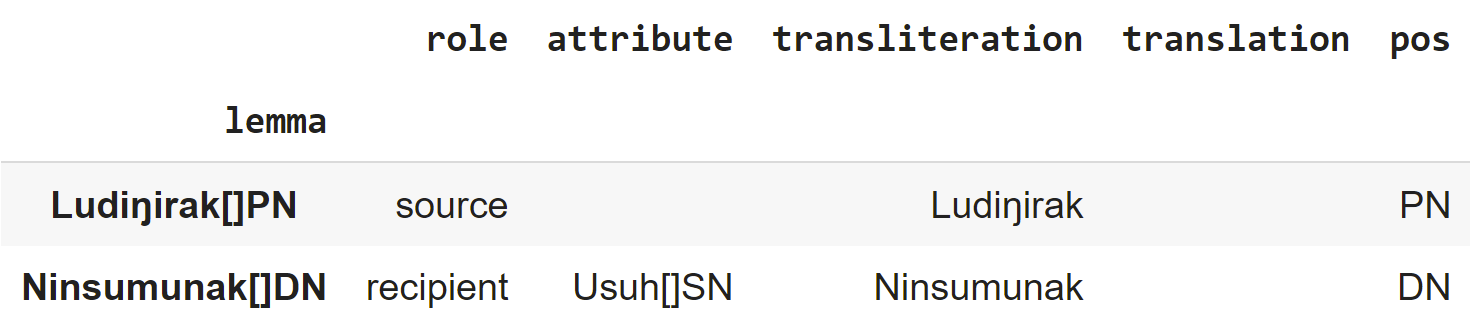 role attribute transliteration translation pos
lemma
Ludiŋirak[]PN source Ludiŋirak PN
Ninsumunak[]DN recipient Usuh[]SN Ninsumunak DN